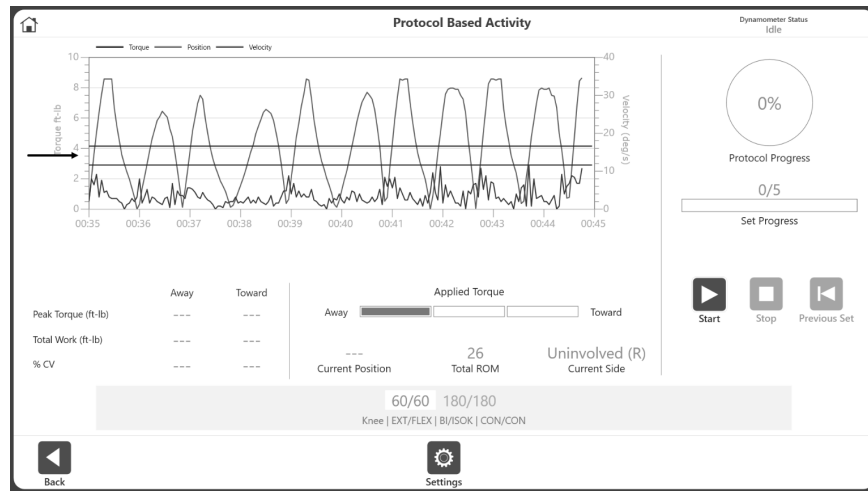 Protocol Based Activity
Dynamometer Status
Idle
Torque Position Velocity
10
8
6
4
2
0
Torque ft-lb
40
30
20
10
0
Velocity (deg/s)
00:35 00:36 00:37 00:38 00:39 00:40 00:41 00:42 00:43 00:44 00:45
0%
Protocol Progress
0/5
Set Progress
Start Stop Previous Set
Away Toward
Peak Torque (ft-lb) --- ---
Total Work (ft-lb) --- ---
% CV --- ---
Applied Torque
Away Toward
--- 26 Uninvolved (R)
Current Position Total ROM Current Side
60/60 180/180
Knee | EXT/FLEX | BI/ISOK | CON/CON
Back
Settings